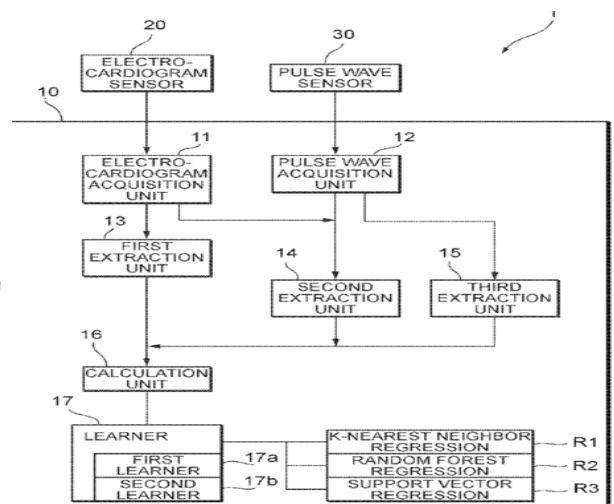 1
20
30
ELECTRO-
CARDIOGRAM
SENSOR
PULSE WAVE
SENSOR
10
11
12
ELECTRO-
CARDIOGRAM
ACQUISITION
UNIT
PULSE WAVE
ACQUISITION
UNIT
13
14
15
FIRST
EXTRACTION
UNIT
SECOND
EXTRACTION
UNIT
THIRD
EXTRACTION
UNIT
16
CALCULATION
UNIT
17
LEARNER
17a
FIRST
LEARNER
17b
SECOND
LEARNER
K-NEAREST NEIGHBOR
REGRESSION
R1
RANDOM FOREST
REGRESSION
R2
SUPPORT VECTOR
REGRESSION
R3